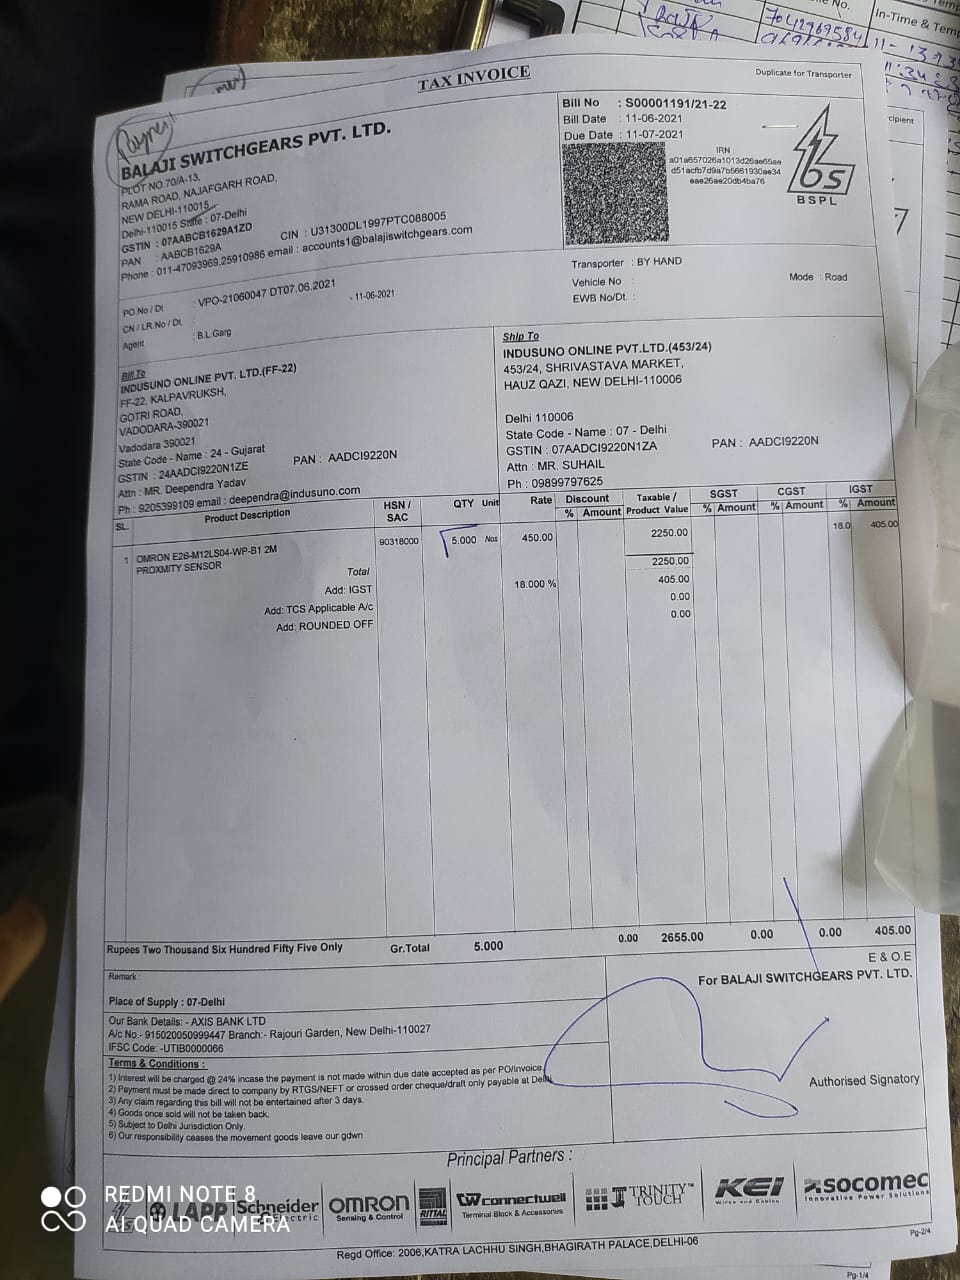 TAX INVOICE
Duplicate for Transporter
BALAJI SWITCHGEARS PVT. LTD.
PLOT NO.70/A-13,
RAMA ROAD, NAJAFGARH ROAD,
NEW DELHI-110015
Delhi-110015 State : 07-Delhi
GSTIN : 07AABCB1629A1ZD
CIN : U31300DL1997PTC088005
PAN : AABCB1629A
Phone : 011-47093969,25910986 email : accounts1@balajiswitchgears.com
Bill No : S00001191/21-22
Bill Date : 11-06-2021
Due Date : 11-07-2021
IRN :
a01a657026a1013d26ae65ae
d51acfb7d9a7b5661930ae34
eae26ae20db4ba76
bs
BSPL
PO.No / Dt : VPO-21060047 DT07.06.2021
CN / LR.No / Dt. : - 11-06-2021
Agent : B.L.Garg
Transporter : BY HAND
Vehicle No :
Mode : Road
EWB No/Dt. :
Bill To
INDUSUNO ONLINE PVT. LTD.(FF-22)
FF-22, KALPAVRUKSH,
GOTRI ROAD,
VADODARA-390021
Vadodara 390021
State Code - Name : 24 - Gujarat
GSTIN : 24AADCI9220N1ZE
PAN : AADCI9220N
Attn : MR. Deependra Yadav
Ph : 9205399109 email : deependra@indusuno.com
Ship To
INDUSUNO ONLINE PVT.LTD.(453/24)
453/24, SHRIVASTAVA MARKET,
HAUZ QAZI, NEW DELHI-110006
Delhi 110006
State Code - Name : 07 - Delhi
GSTIN : 07AADCI9220N1ZA
PAN : AADCI9220N
Attn : MR. SUHAIL
Ph : 09899797625
SL. Product Description HSN / SAC QTY Unit Rate Discount Taxable / Product Value SGST CGST IGST
% Amount % Amount % Amount % Amount
1 OMRON E2B-M12LS04-WP-B1 2M 90318000 5.000 Nos 450.00 2250.00 18.0 405.00
PROXMITY SENSOR
Total 2250.00
Add: IGST 18.000 % 405.00
Add: TCS Applicable A/c 0.00
Add: ROUNDED OFF 0.00
Rupees Two Thousand Six Hundred Fifty Five Only Gr.Total 5.000 0.00 2655.00 0.00 0.00 405.00
Remark :
E & O.E
For BALAJI SWITCHGEARS PVT. LTD.
Place of Supply : 07-Delhi
Our Bank Details: - AXIS BANK LTD
A/c No.- 915020050999447 Branch:- Rajouri Garden, New Delhi-110027
IFSC Code: -UTIB0000066
Terms & Conditions :
1) Interest will be charged @ 24% incase the payment is not made within due date accepted as per PO/Invoice.
2) Payment must be made direct to company by RTGS/NEFT or crossed order cheque/draft only payable at Delhi.
3) Any claim regarding this bill will not be entertained after 3 days.
4) Goods once sold will not be taken back.
5) Subject to Delhi Jurisdiction Only.
6) Our responsibility ceases the movement goods leave our gdwn
Authorised Signatory
Principal Partners :
LAPP Schneider Electric OMRON Sensing & Control RITTAL connectwell Terminal Block & Accessories TRINITY TOUCH KEI Wires and Cables socomec Innovative Power Solutions
Regd Office: 2006,KATRA LACHHU SINGH,BHAGIRATH PALACE,DELHI-06
Pg-2/4
Pg-1/4
REDMI NOTE 8
AI QUAD CAMERA
In-Time & Temp
7042969584